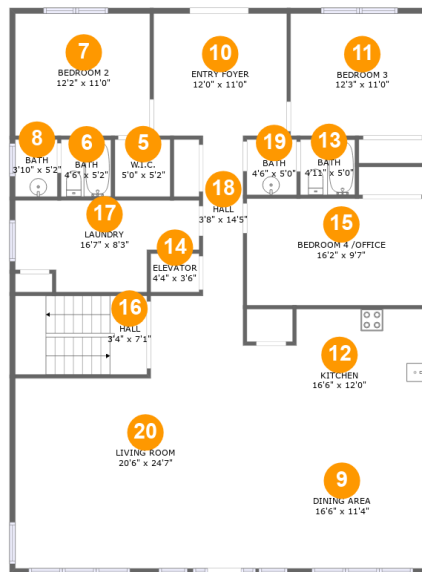 7
BEDROOM 2
12'2" x 11'0"
10
ENTRY FOYER
12'0" x 11'0"
11
BEDROOM 3
12'3" x 11'0"
8
BATH
3'10" x 5'2"
6
BATH
4'6" x 5'2"
5
W.I.C.
5'0" x 5'2"
19
BATH
4'6" x 5'0"
13
BATH
4'11" x 5'0"
18
HALL
3'8" x 14'5"
17
LAUNDRY
16'7" x 8'3"
15
BEDROOM 4 /OFFICE
16'2" x 9'7"
14
ELEVATOR
4'4" x 3'6"
16
HALL
3'4" x 7'1"
12
KITCHEN
16'6" x 12'0"
20
LIVING ROOM
20'6" x 24'7"
9
DINING AREA
16'6" x 11'4"